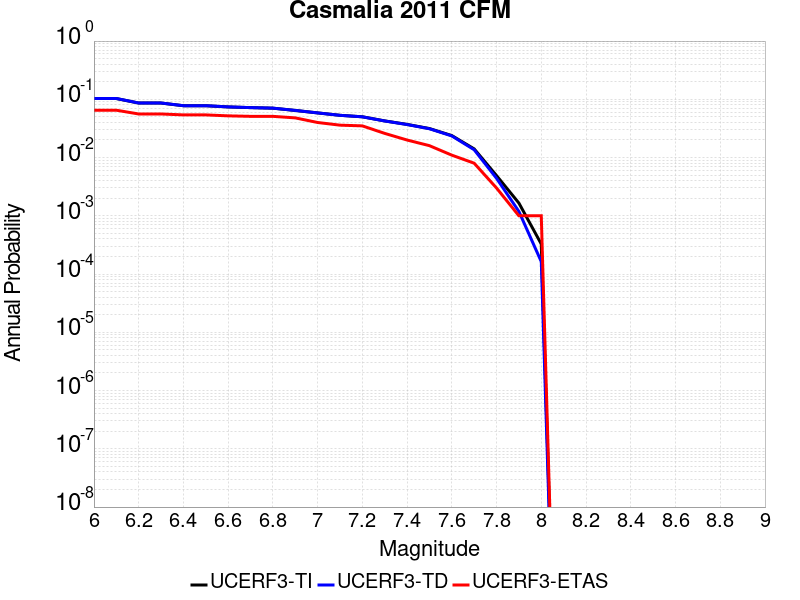 Casmalia 2011 CFM
10^0
10^-1
10^-2
10^-3
10^-4
10^-5
10^-6
10^-7
10^-8
Annual Probability
6 6.2 6.4 6.6 6.8 7 7.2 7.4 7.6 7.8 8 8.2 8.4 8.6 8.8 9
Magnitude
UCERF3-TI UCERF3-TD UCERF3-ETAS